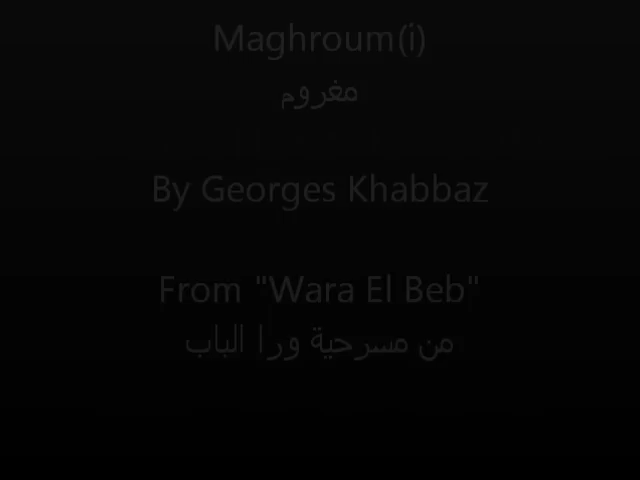 Maghroum(i)
مغروم
By Georges Khabbaz
From "Wara El Beb"
من مسرحية ورا الباب